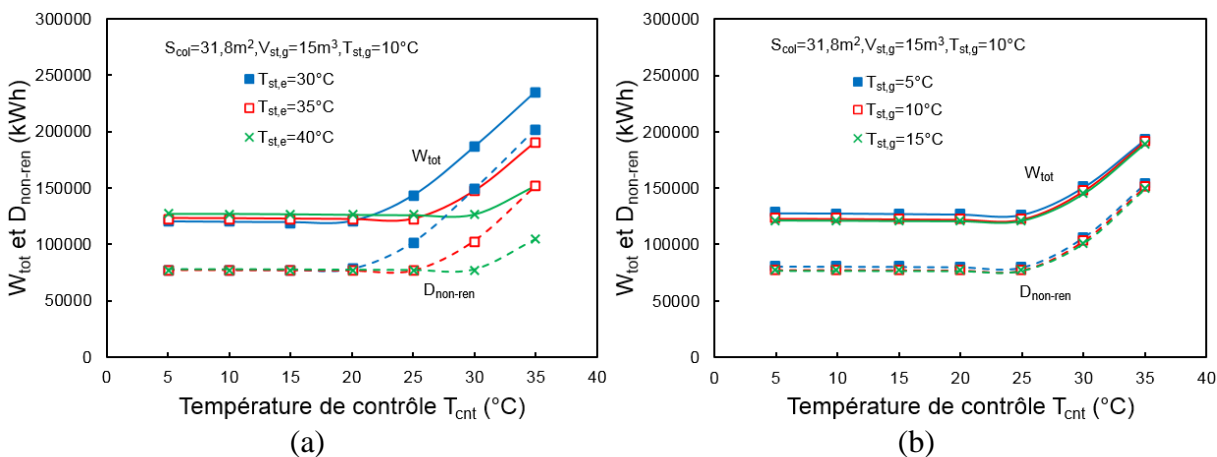 300000
250000
200000
150000
100000
50000
0
W_tot et D_non-ren (kWh)
S_col=31,8m²,V_st,g=15m³,T_st,g=10°C
T_st,e=30°C
T_st,e=35°C
T_st,e=40°C
W_tot
D_non-ren
0 5 10 15 20 25 30 35 40
Température de contrôle T_cnt (°C)
(a)
300000
250000
200000
150000
100000
50000
0
W_tot et D_non-ren (kWh)
S_col=31,8m²,V_st,g=15m³,T_st,g=10°C
T_st,g=5°C
T_st,g=10°C
T_st,g=15°C
W_tot
D_non-ren
0 5 10 15 20 25 30 35 40
Température de contrôle T_cnt (°C)
(b)